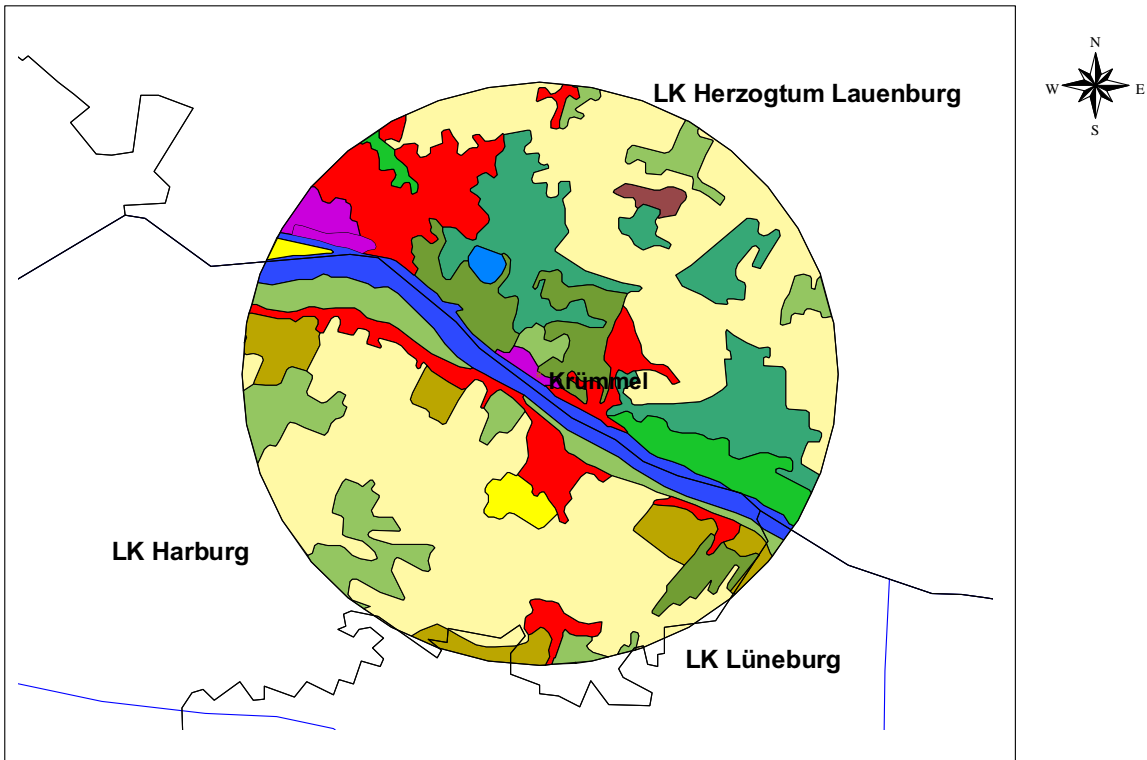 N
LK Herzogtum Lauenburg
W E
S
Krümmel
LK Harburg
LK Lüneburg